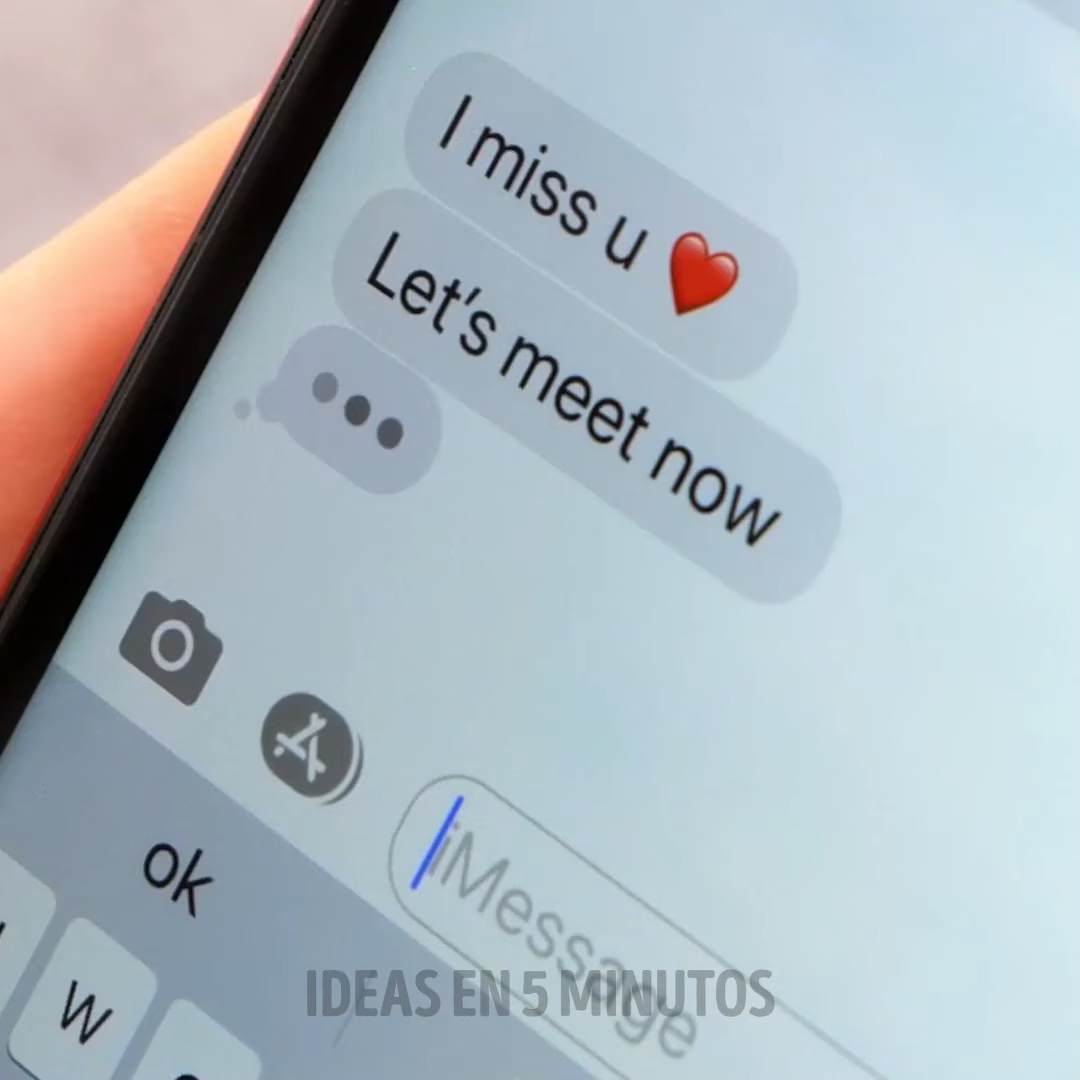 I miss u ❤️
Let's meet now
ok
iMessage
W
IDEAS EN 5 MINUTOS